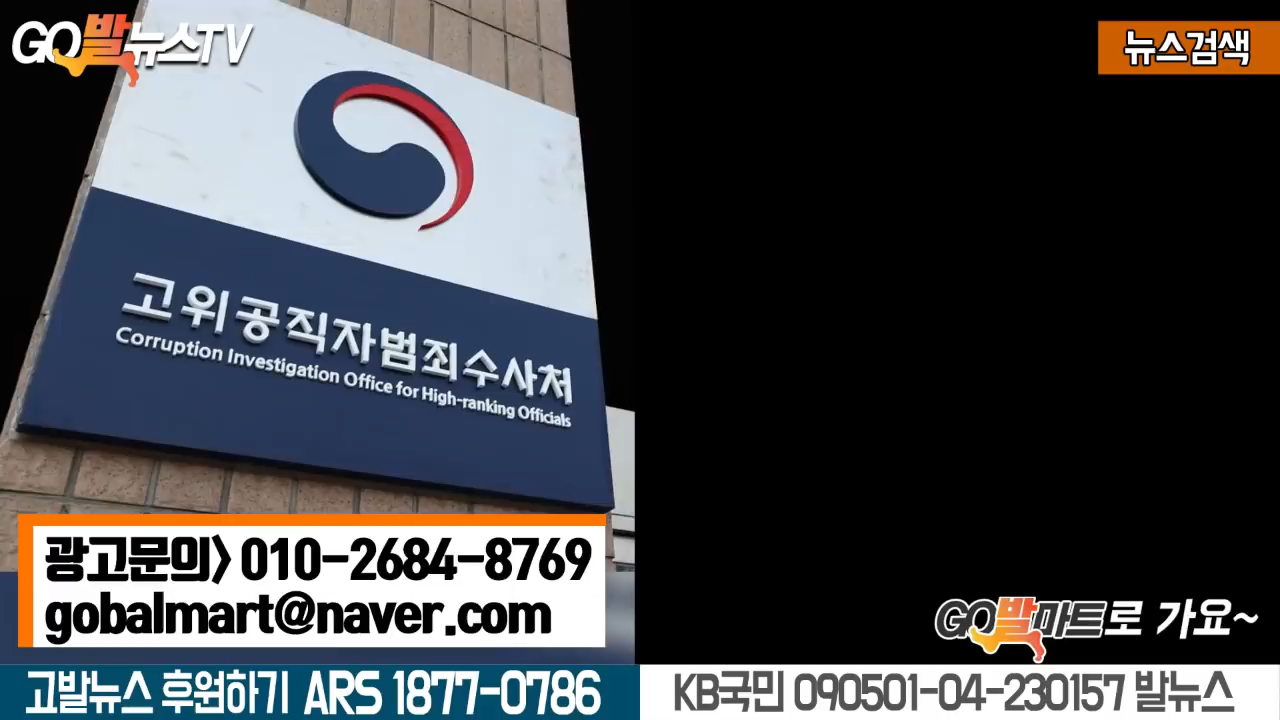 GO발뉴스TV
뉴스검색
고위공직자범죄수사처
Corruption Investigation Office for High-ranking Officials
광고문의> 010-2684-8769
gobalmart@naver.com
GO발마트로 가요~
고발뉴스 후원하기 ARS 1877-0786
KB국민 090501-04-230157 발뉴스